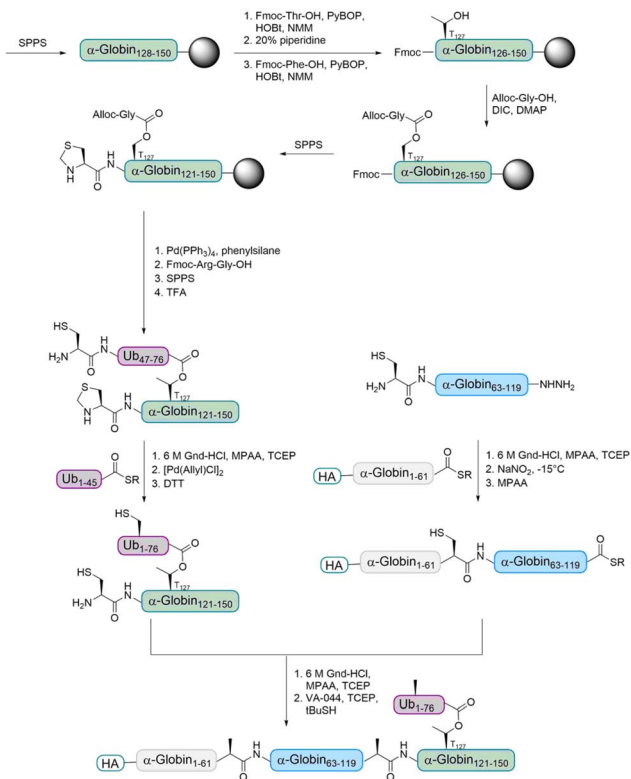 SPPS
α-Globin128-150
1. Fmoc-Thr-OH, PyBOP,
HOBt, NMM
2. 20% piperidine
3. Fmoc-Phe-OH, PyBOP,
HOBt, NMM
OH
T127
Fmoc
α-Globin126-150
Alloc-Gly-OH,
DIC, DMAP
Alloc-Gly
O
O
T127
Fmoc
α-Globin126-150
SPPS
Alloc-Gly
O
O
S
N
H
O
H
N
T127
α-Globin121-150
1. Pd(PPh3)4, phenylsilane
2. Fmoc-Arg-Gly-OH
3. SPPS
4. TFA
HS
H2N
O
H
N
Ub47-76
O
O
S
N
H
O
H
N
T127
α-Globin121-150
HS
H2N
O
H
N
α-Globin63-119
NHNH2
Ub1-45
O
SR
1. 6 M Gnd-HCl, MPAA, TCEP
2. [Pd(Allyl)Cl]2
3. DTT
HA
α-Globin1-61
O
SR
1. 6 M Gnd-HCl, MPAA, TCEP
2. NaNO2, -15°C
3. MPAA
HS
Ub1-76
O
O
HS
H2N
O
H
N
T127
α-Globin121-150
HA
α-Globin1-61
HS
O
H
N
α-Globin63-119
O
SR
1. 6 M Gnd-HCl,
MPAA, TCEP
2. VA-044, TCEP,
tBuSH
Ub1-76
O
O
T127
HA
α-Globin1-61
O
H
N
α-Globin63-119
O
H
N
α-Globin121-150